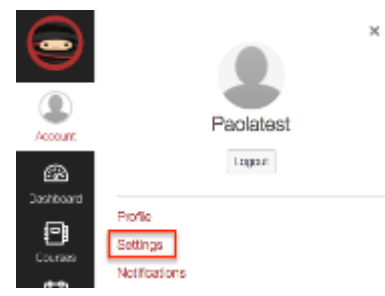 Account
Dashboard
Courses
×
Paolatest
Logout
Profile
Settings
Notifications